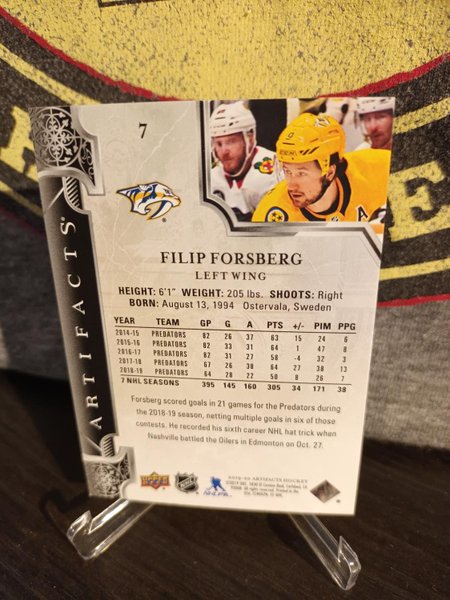 7
ARTIFACTS
FILIP FORSBERG
LEFT WING
HEIGHT: 6'1" WEIGHT: 205 lbs. SHOOTS: Right
BORN: August 13, 1994 Ostervala, Sweden
YEAR TEAM GP G A PTS +/- PIM PPG
2014-15 PREDATORS 82 26 37 63 15 24 6
2015-16 PREDATORS 82 33 31 64 1 47 8
2016-17 PREDATORS 82 31 27 58 -4 32 3
2017-18 PREDATORS 67 26 38 64 27 38 13
2018-19 PREDATORS 64 28 22 50 8 26 7
7 NHL SEASONS 395 145 160 305 34 171 38
Forsberg scored goals in 21 games for the Predators during
the 2018-19 season, netting multiple goals in six of those
contests. He recorded his sixth career NHL hat trick when
Nashville battled the Oilers in Edmonton on Oct. 27.
UPPER DECK
NHL
NHLPA
2019-20 ARTIFACTS HOCKEY